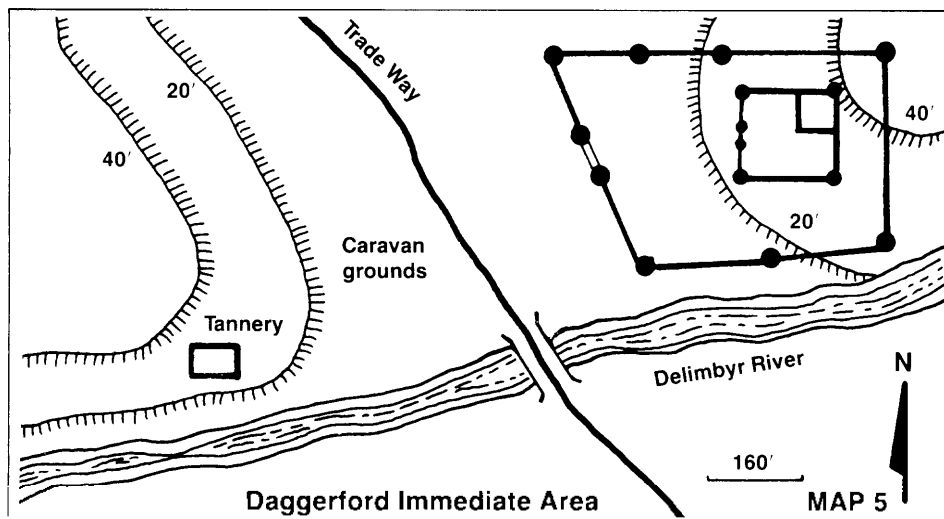 Trade Way
20'
40'
40'
20'
Caravan
grounds
Tannery
Delimbyr River
N
160'
Daggerford Immediate Area
MAP 5